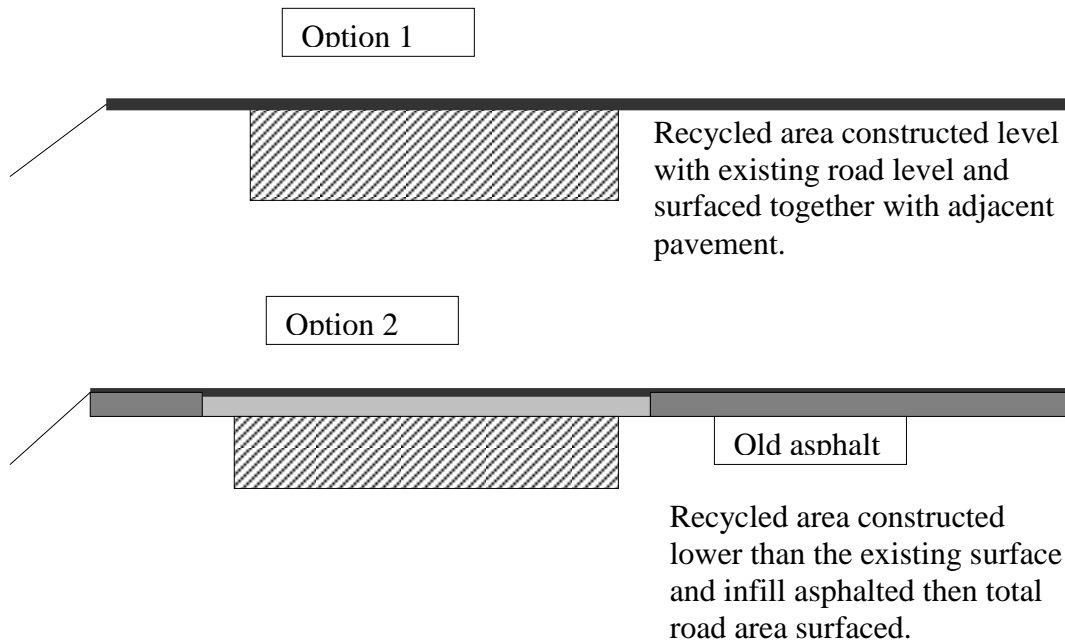 Option 1
Recycled area constructed level
with existing road level and
surfaced together with adjacent
pavement.
Option 2
Old asphalt
Recycled area constructed
lower than the existing surface
and infill asphalted then total
road area surfaced.